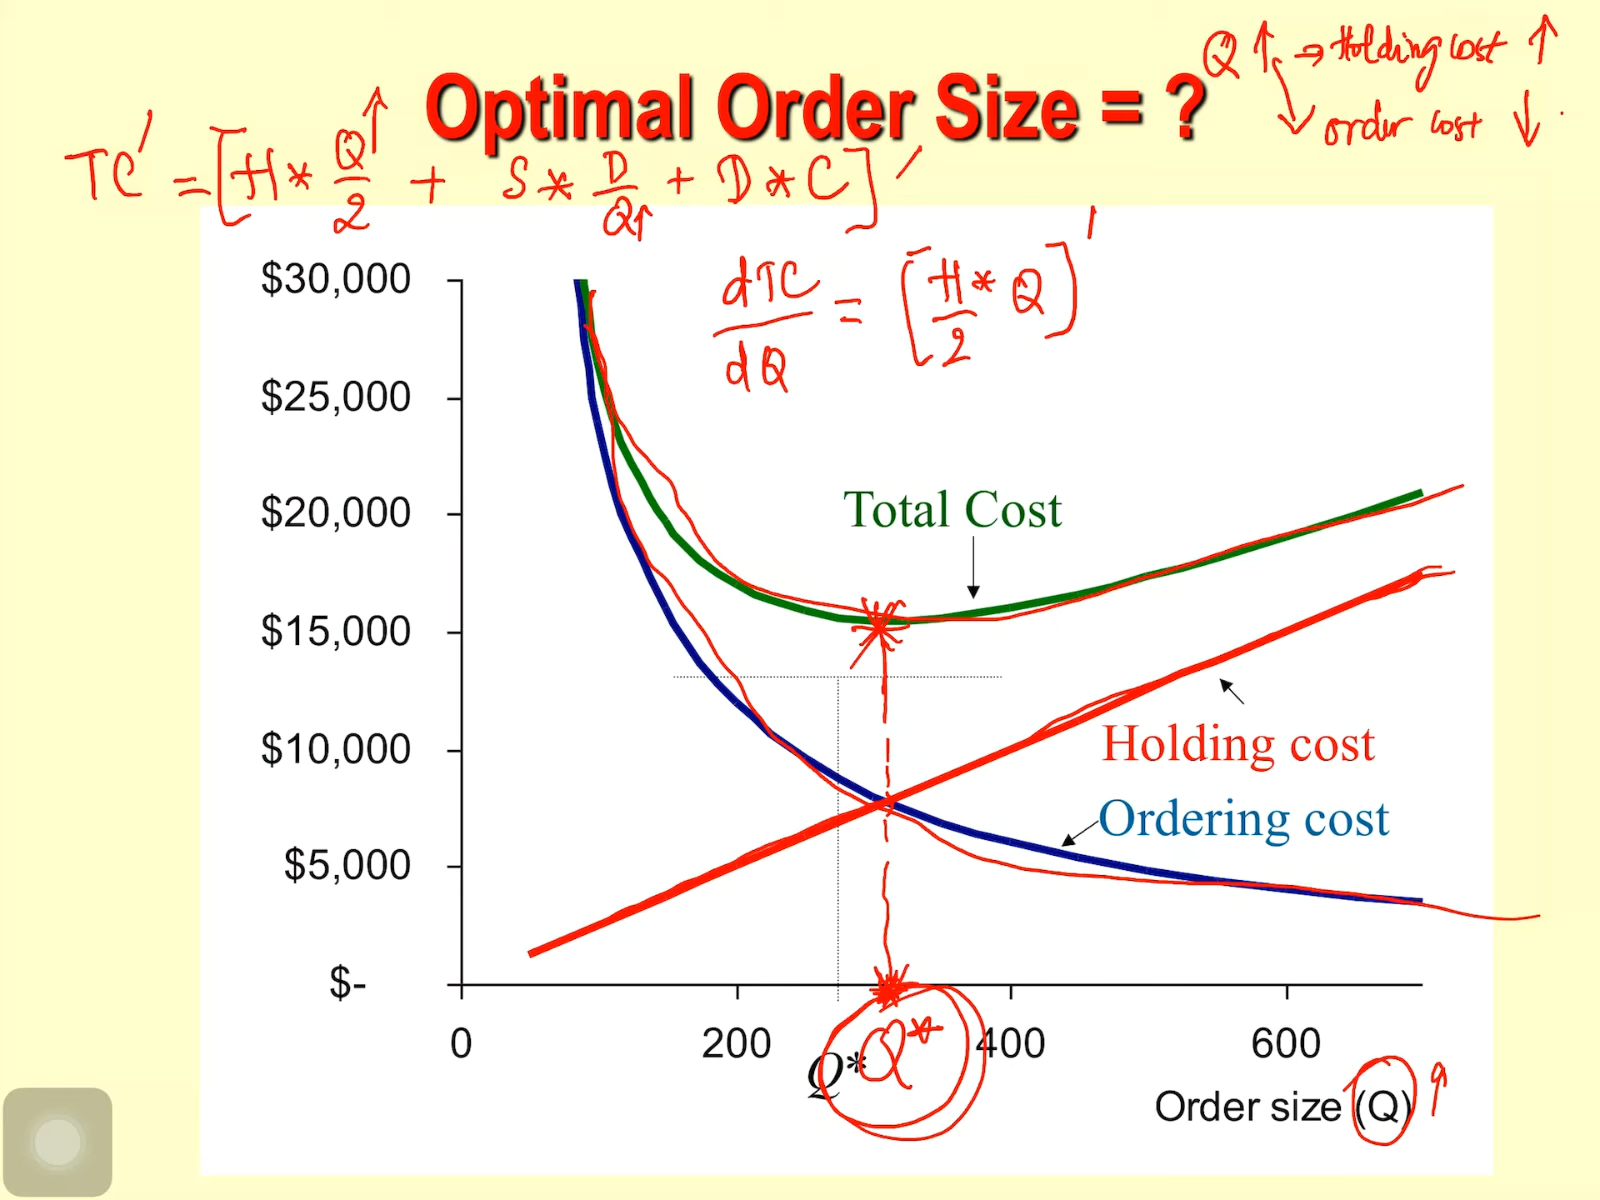 Q ↑ → Holding cost ↑
Optimal Order Size = ?
order cost ↓
TC' = [H * Q↑/2 + S * D/Q↑ + D * C]'
dTC/dQ = [H/2 * Q]'
$30,000
$25,000
$20,000
Total Cost
$15,000
$10,000
Holding cost
Ordering cost
$5,000
$-
0 200 400 600
Q* Q*
Order size (Q) ↑